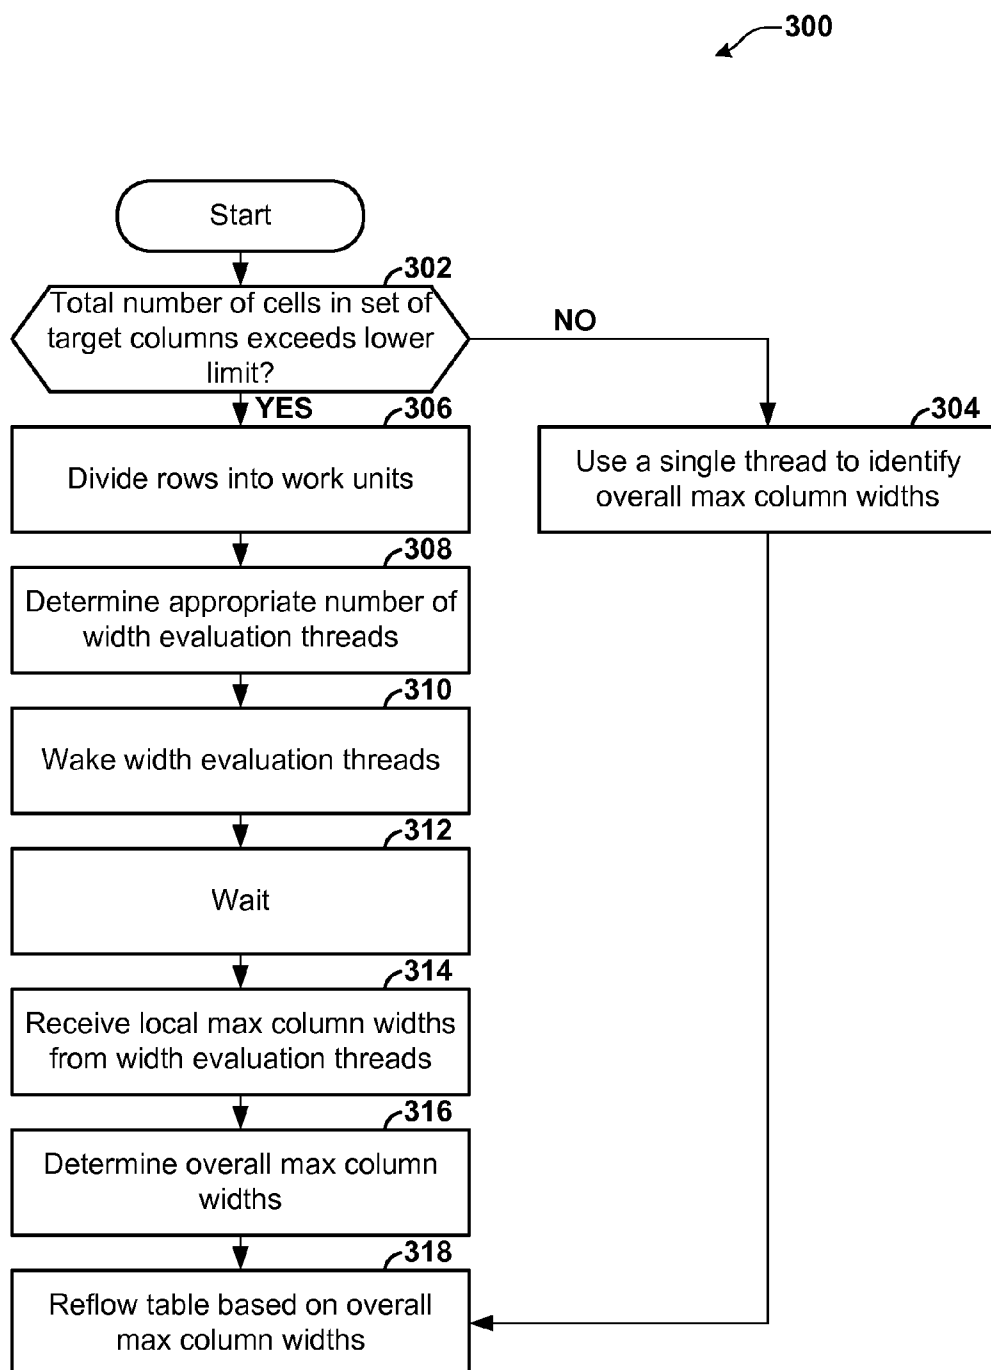 300
Start
302
Total number of cells in set of
target columns exceeds lower
limit?
NO
YES
306
Divide rows into work units
304
Use a single thread to identify
overall max column widths
308
Determine appropriate number of
width evaluation threads
310
Wake width evaluation threads
312
Wait
314
Receive local max column widths
from width evaluation threads
316
Determine overall max column
widths
318
Reflow table based on overall
max column widths